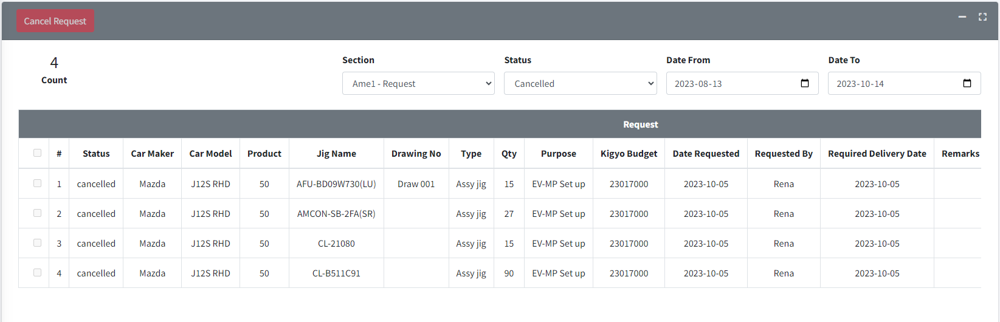 Cancel Request
4
Count
Section Status Date From Date To
Ame1 - Request Cancelled 2023-08-13 2023-10-14
Request
# Status Car Maker Car Model Product Jig Name Drawing No Type Qty Purpose Kigyo Budget Date Requested Requested By Required Delivery Date Remarks
1 cancelled Mazda J12S RHD 50 AFU-BD09W730(LU) Draw 001 Assy jig 15 EV-MP Set up 23017000 2023-10-05 Rena 2023-10-05
2 cancelled Mazda J12S RHD 50 AMCON-SB-2FA(SR) Assy jig 27 EV-MP Set up 23017000 2023-10-05 Rena 2023-10-05
3 cancelled Mazda J12S RHD 50 CL-21080 Assy jig 15 EV-MP Set up 23017000 2023-10-05 Rena 2023-10-05
4 cancelled Mazda J12S RHD 50 CL-B511C91 Assy jig 90 EV-MP Set up 23017000 2023-10-05 Rena 2023-10-05